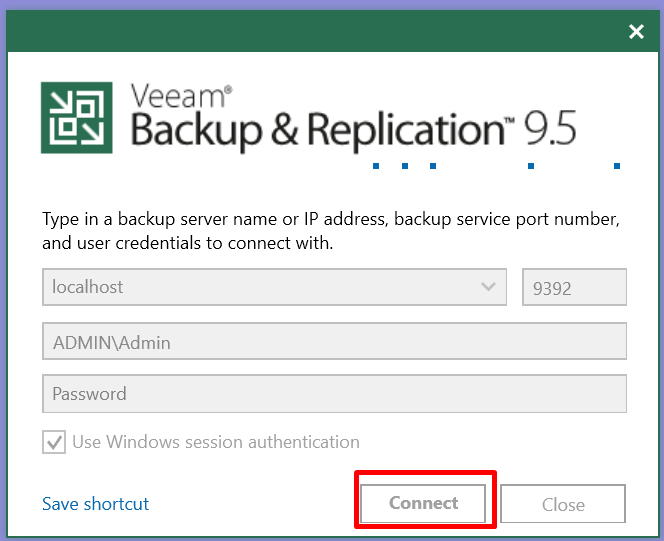 Veeam®
Backup & Replication™ 9.5
Type in a backup server name or IP address, backup service port number,
and user credentials to connect with.
localhost
9392
ADMIN\Admin
Password
Use Windows session authentication
Save shortcut
Connect
Close